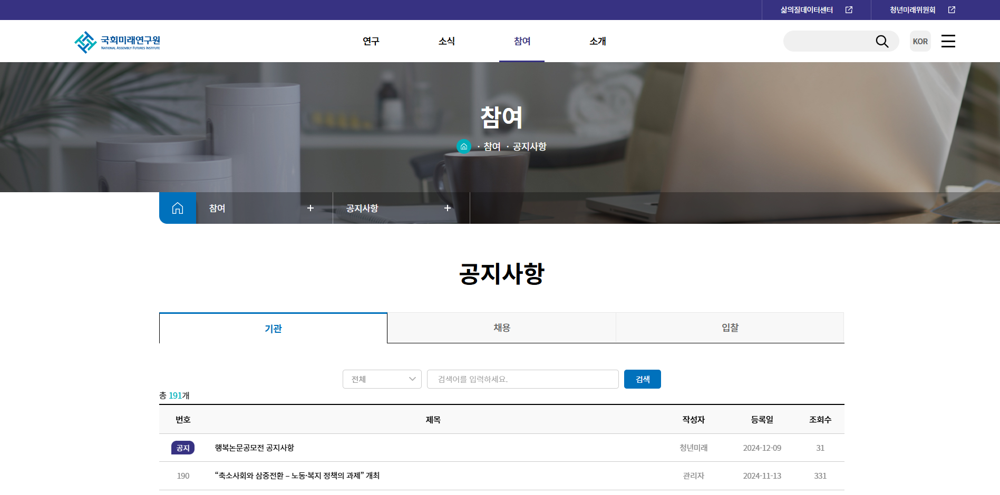 삶의질데이터센터 청년미래위원회
국회미래연구원 연구 소식 참여 소개 KOR
National Assembly Futures Institute
참여
· 참여 · 공지사항
참여 + 공지사항 +
공지사항
기관 채용 입찰
전체 검색어를 입력하세요. 검색
총 191개
번호 제목 작성자 등록일 조회수
공지 행복논문공모전 공지사항 청년미래 2024-12-09 31
190 “축소사회와 삼중전환 – 노동·복지 정책의 과제” 개최 관리자 2024-11-13 331